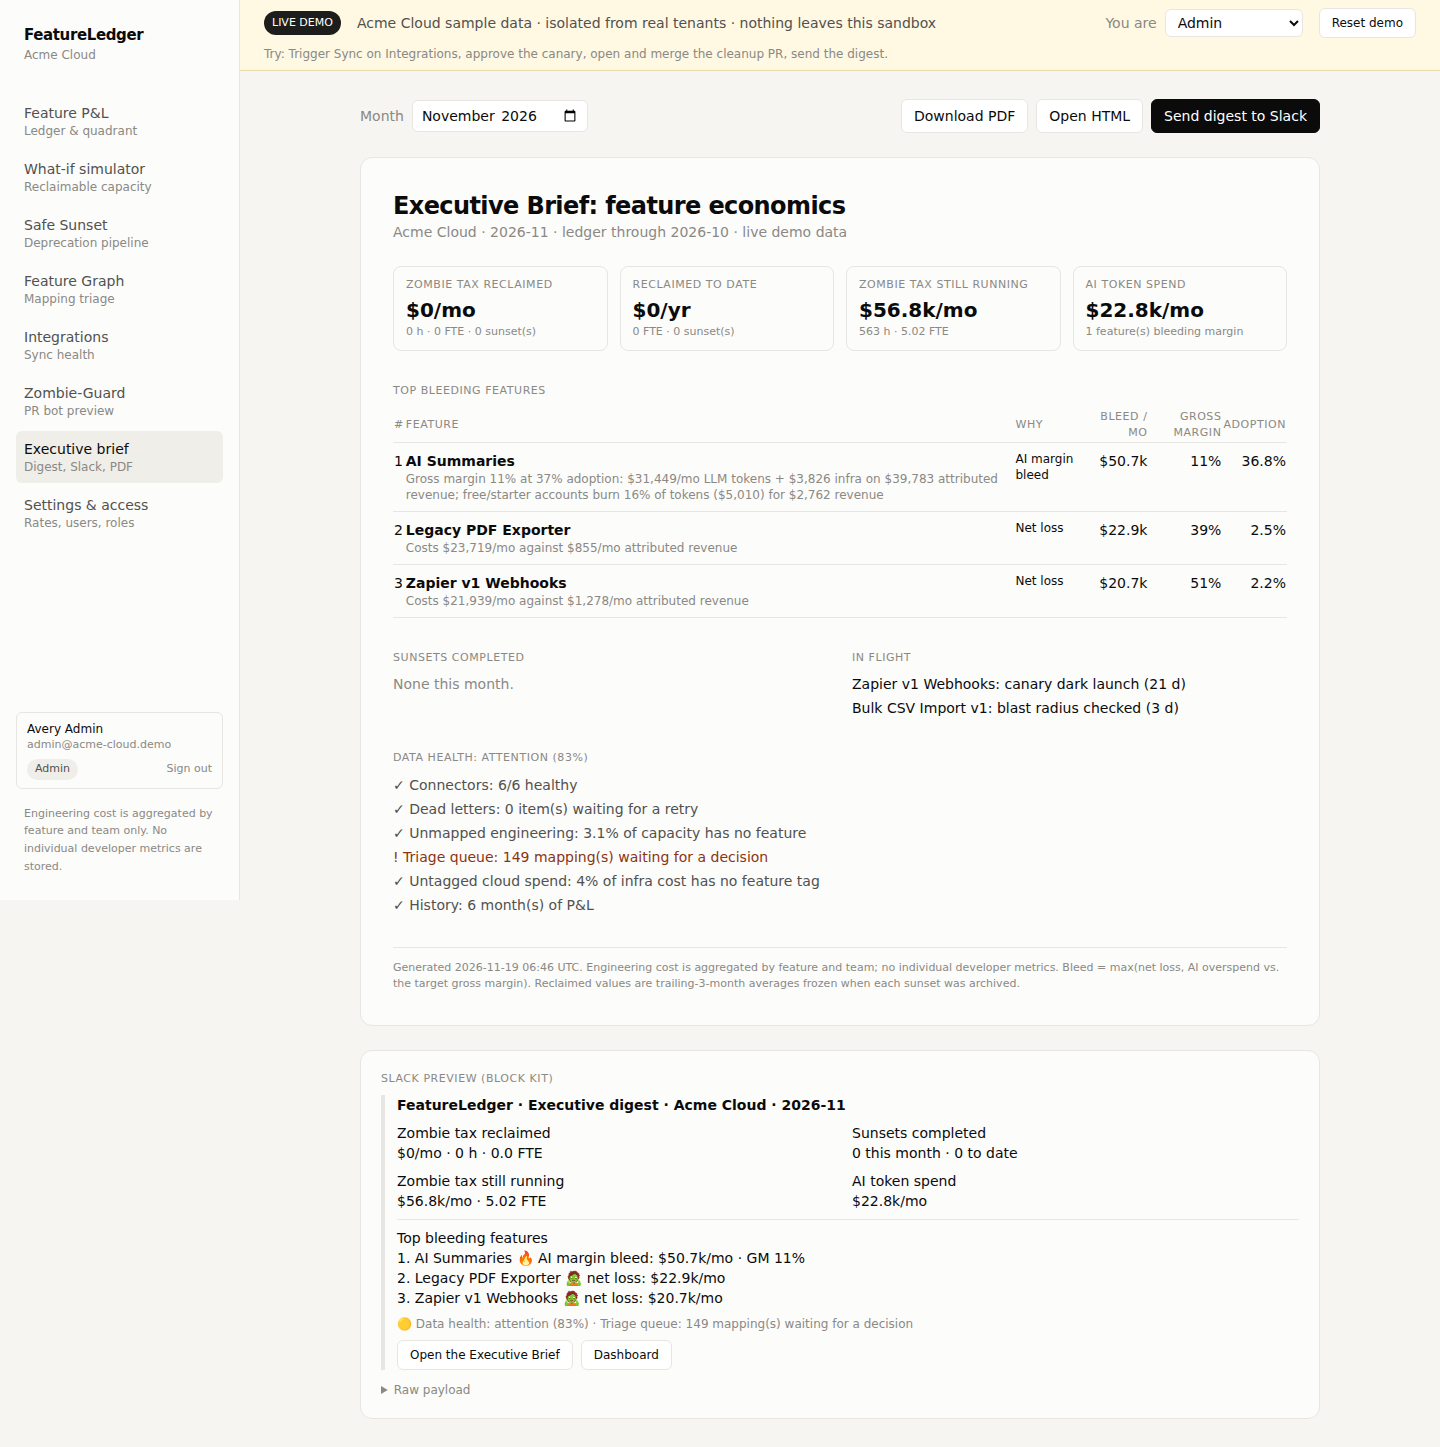 FeatureLedger
Acme Cloud
Feature P&L
Ledger & quadrant
What-if simulator
Reclaimable capacity
Safe Sunset
Deprecation pipeline
Feature Graph
Mapping triage
Integrations
Sync health
Zombie-Guard
PR bot preview
Executive brief
Digest, Slack, PDF
Settings & access
Rates, users, roles
Avery Admin
admin@acme-cloud.demo
Admin
Sign out
Engineering cost is aggregated by
feature and team only. No
individual developer metrics are
stored.
LIVE DEMO
Acme Cloud sample data · isolated from real tenants · nothing leaves this sandbox
You are
Admin
Reset demo
Try: Trigger Sync on Integrations, approve the canary, open and merge the cleanup PR, send the digest.
Month
November 2026
Download PDF
Open HTML
Send digest to Slack
Executive Brief: feature economics
Acme Cloud · 2026-11 · ledger through 2026-10 · live demo data
ZOMBIE TAX RECLAIMED
$0/mo
0 h · 0 FTE · 0 sunset(s)
RECLAIMED TO DATE
$0/yr
0 FTE · 0 sunset(s)
ZOMBIE TAX STILL RUNNING
$56.8k/mo
563 h · 5.02 FTE
AI TOKEN SPEND
$22.8k/mo
1 feature(s) bleeding margin
TOP BLEEDING FEATURES
# FEATURE WHY BLEED / MO GROSS MARGIN ADOPTION
1 AI Summaries AI margin bleed $50.7k 11% 36.8%
Gross margin 11% at 37% adoption: $31,449/mo LLM tokens + $3,826 infra on $39,783 attributed
revenue; free/starter accounts burn 16% of tokens ($5,010) for $2,762 revenue
2 Legacy PDF Exporter Net loss $22.9k 39% 2.5%
Costs $23,719/mo against $855/mo attributed revenue
3 Zapier v1 Webhooks Net loss $20.7k 51% 2.2%
Costs $21,939/mo against $1,278/mo attributed revenue
SUNSETS COMPLETED
None this month.
IN FLIGHT
Zapier v1 Webhooks: canary dark launch (21 d)
Bulk CSV Import v1: blast radius checked (3 d)
DATA HEALTH: ATTENTION (83%)
✓ Connectors: 6/6 healthy
✓ Dead letters: 0 item(s) waiting for a retry
✓ Unmapped engineering: 3.1% of capacity has no feature
! Triage queue: 149 mapping(s) waiting for a decision
✓ Untagged cloud spend: 4% of infra cost has no feature tag
✓ History: 6 month(s) of P&L
Generated 2026-11-19 06:46 UTC. Engineering cost is aggregated by feature and team; no individual developer metrics. Bleed = max(net loss, AI overspend vs.
the target gross margin). Reclaimed values are trailing-3-month averages frozen when each sunset was archived.
SLACK PREVIEW (BLOCK KIT)
FeatureLedger · Executive digest · Acme Cloud · 2026-11
Zombie tax reclaimed
$0/mo · 0 h · 0.0 FTE
Sunsets completed
0 this month · 0 to date
Zombie tax still running
$56.8k/mo · 5.02 FTE
AI token spend
$22.8k/mo
Top bleeding features
1. AI Summaries 🔥 AI margin bleed: $50.7k/mo · GM 11%
2. Legacy PDF Exporter 🧟 net loss: $22.9k/mo
3. Zapier v1 Webhooks 🧟 net loss: $20.7k/mo
🟡 Data health: attention (83%) · Triage queue: 149 mapping(s) waiting for a decision
Open the Executive Brief
Dashboard
▶ Raw payload